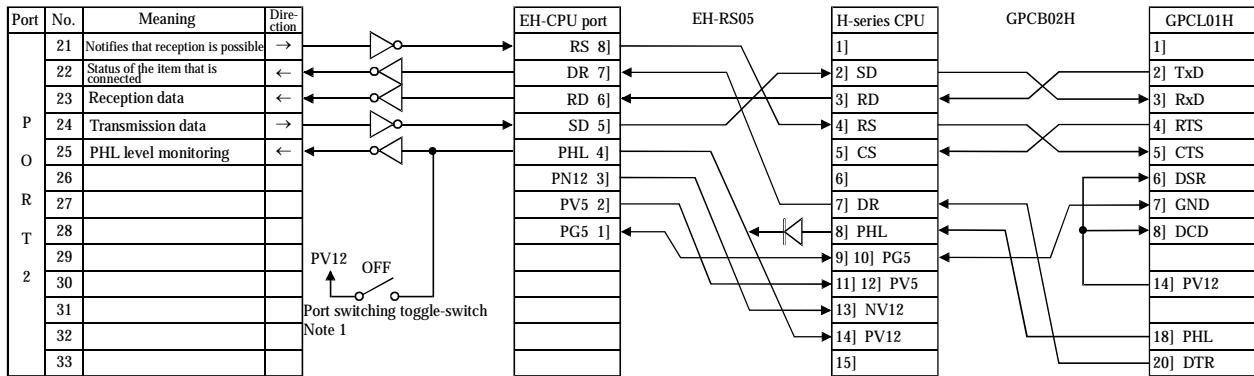 Port No. Meaning Dire-ction EH-CPU port EH-RS05 H-series CPU GPCB02H GPCL01H
21 Notifies that reception is possible → RS 8] 1] 1]
22 Status of the item that is connected ← DR 7] 2] SD 2] TxD
23 Reception data ← RD 6] 3] RD 3] RxD
P 24 Transmission data → SD 5] 4] RS 4] RTS
O 25 PHL level monitoring ← PHL 4] 5] CS 5] CTS
26 PN12 3] 6] 6] DSR
R 27 PV5 2] 7] DR 7] GND
T 28 PG5 1] 8] PHL 8] DCD
2 29 PV12 OFF 9] 10] PG5
30 11] 12] PV5 14] PV12
31 Port switching toggle-switch 13] NV12
32 Note 1 14] PV12 18] PHL
33 15] 20] DTR